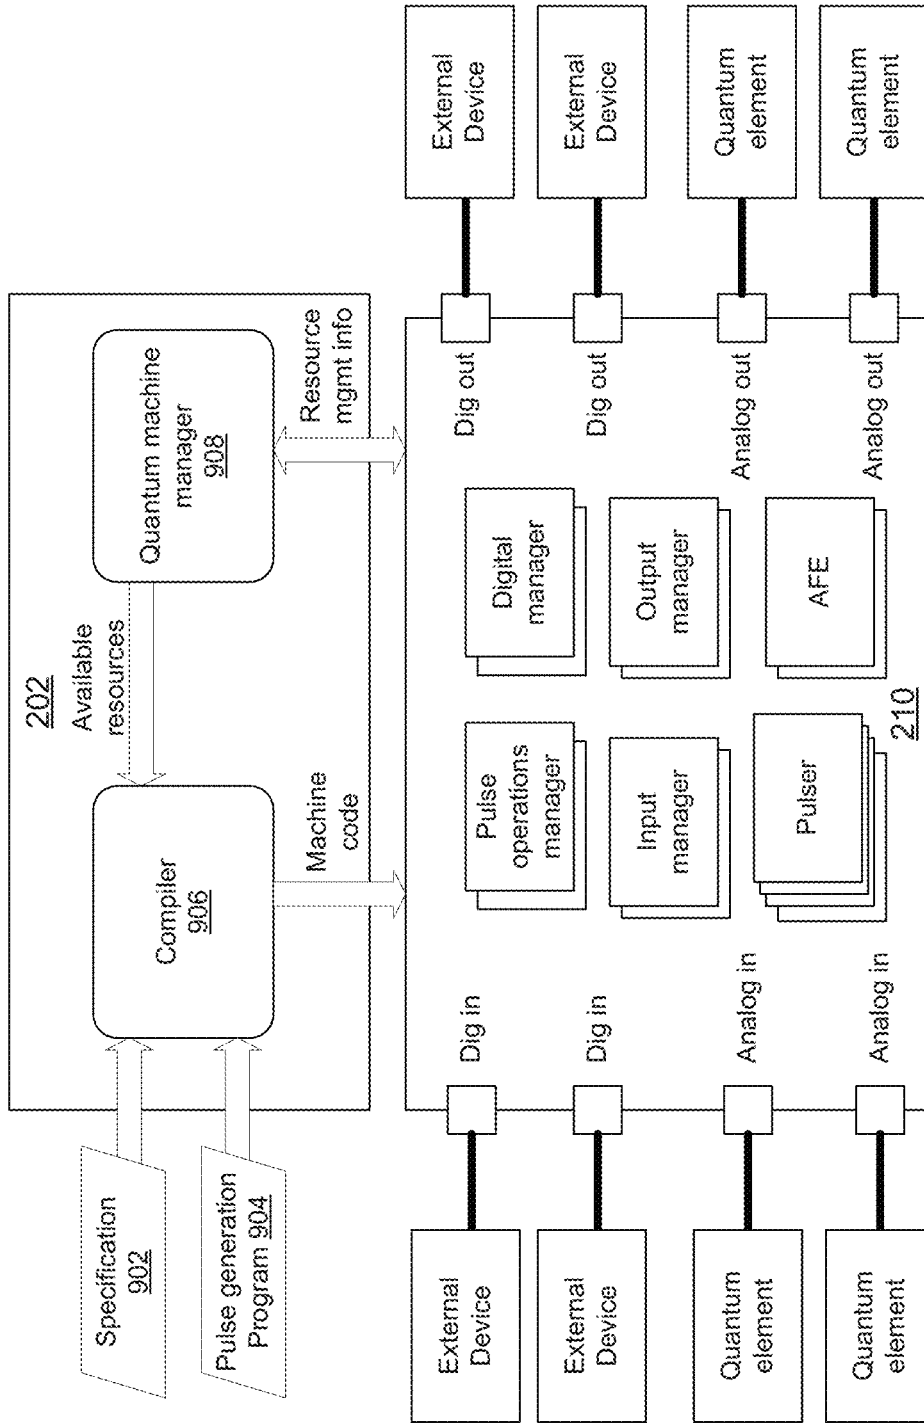 202
Specification
902
Pulse generation
Program 904
Compiler
906
Available
resources
Quantum machine
manager
908
Machine
code
Resource
mgmt info
External
Device
Dig in
Pulse
operations
manager
Digital
manager
Dig out
External
Device
External
Device
Dig in
Input
manager
Output
manager
Dig out
External
Device
Quantum
element
Analog in
Pulser
AFE
Analog out
Quantum
element
Quantum
element
Analog in
Analog out
Quantum
element
210